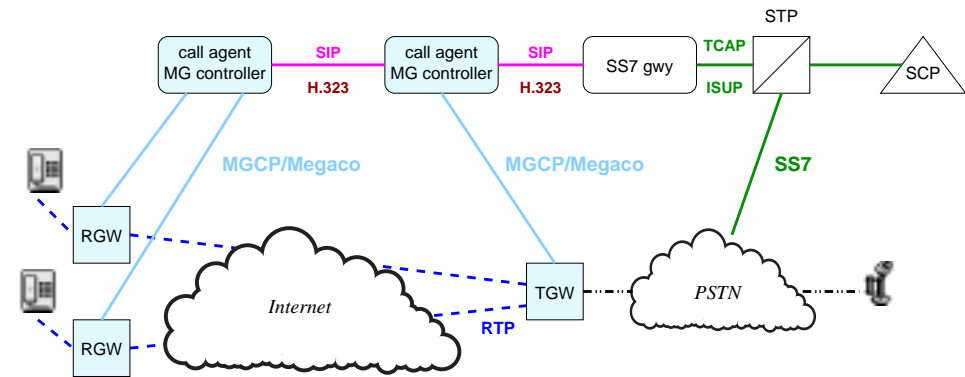 STP
call agent
MG controller
SIP
H.323
call agent
MG controller
SIP
H.323
SS7 gwy
TCAP
ISUP
SCP
MGCP/Megaco
MGCP/Megaco
SS7
RGW
Internet
TGW
PSTN
RTP
RGW